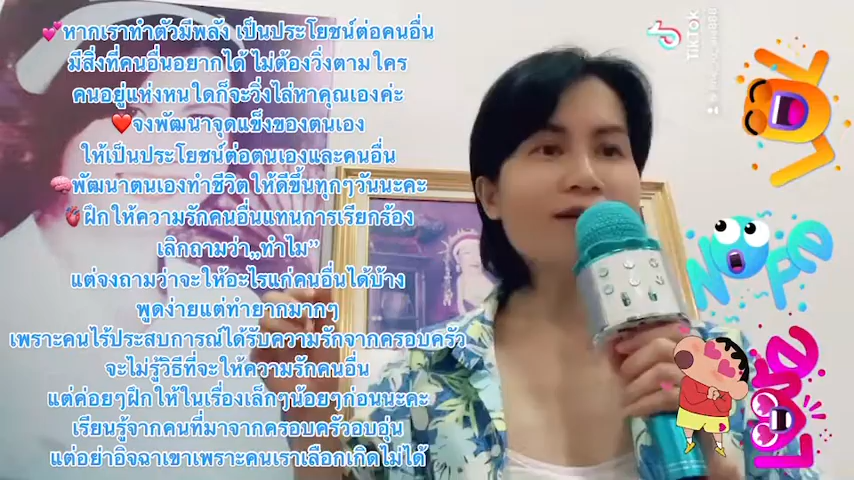 💕หากเราทำตัวมีพลัง เป็นประโยชน์ต่อคนอื่น
มีสิ่งที่คนอื่นอยากได้ ไม่ต้องวิ่งตามใคร
คนอยู่แห่งหนใดก็จะวิ่งไล่หาคุณเองค่ะ
❤️จงพัฒนาจุดแข็งของตนเอง
ให้เป็นประโยชน์ต่อตนเองและคนอื่น
🧠พัฒนาตนเองทำชีวิตให้ดีขึ้นทุกๆวันนะคะ
🫀ฝึกให้ความรักคนอื่นแทนการเรียกร้อง
เลิกถามว่า,,ทำไม”
แต่จงถามว่าจะให้อะไรแก่คนอื่นได้บ้าง
พูดง่ายแต่ทำยากมากๆ
เพราะคนไร้ประสบการณ์ได้รับความรักจากครอบครัว
จะไม่รู้วิธีที่จะให้ความรักคนอื่น
แต่ค่อยๆฝึกให้ในเรื่องเล็กๆน้อยๆก่อนนะคะ
เรียนรู้จากคนที่มาจากครอบครัวอบอุ่น
แต่อย่าอิจฉาเขาเพราะคนเราเลือกเกิดไม่ได้
TikTok
LOL
LOVE